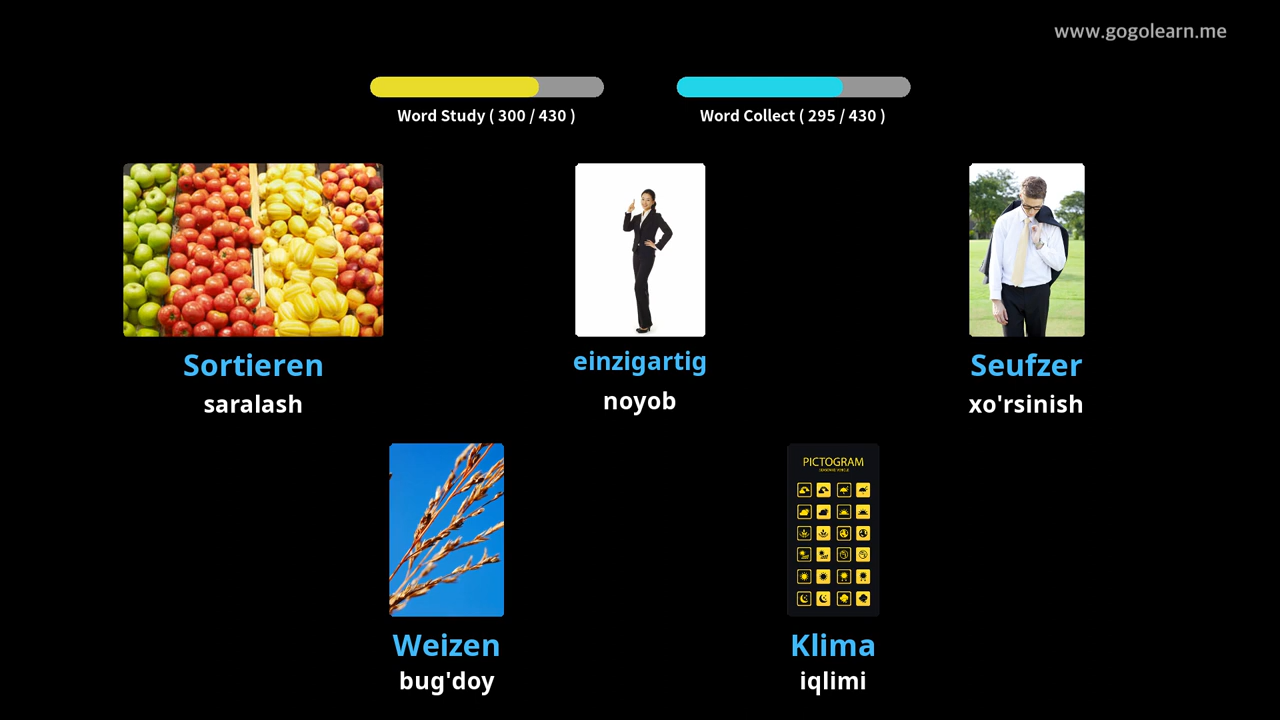 www.gogolearn.me
Word Study ( 300 / 430 )
Word Collect ( 295 / 430 )
Sortieren
saralash
einzigartig
noyob
Seufzer
xo'rsinish
PICTOGRAM
Weizen
bug'doy
Klima
iqlimi